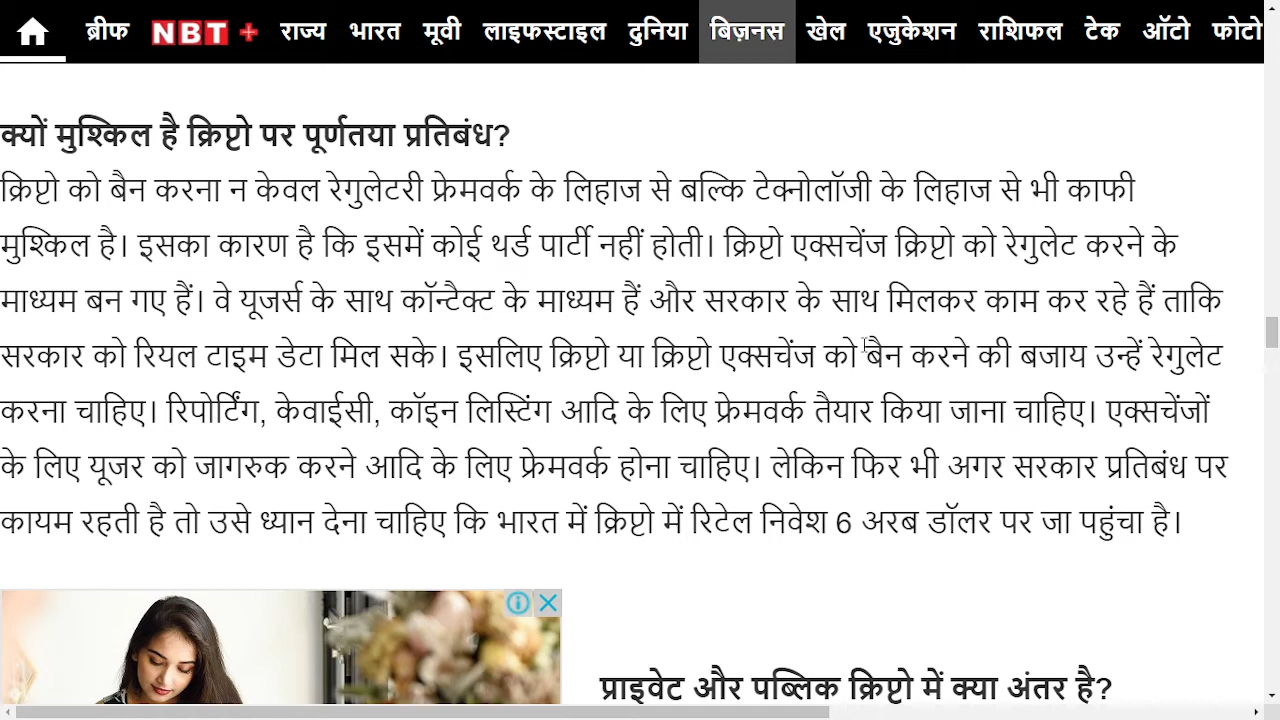 ब्रीफ NBT + राज्य भारत मूवी लाइफस्टाइल दुनिया बिज़नस खेल एजुकेशन राशिफल टेक ऑटो फोटो
क्यों मुश्किल है क्रिप्टो पर पूर्णतया प्रतिबंध?
क्रिप्टो को बैन करना न केवल रेगुलेटरी फ्रेमवर्क के लिहाज से बल्कि टेक्नोलॉजी के लिहाज से भी काफी
मुश्किल है। इसका कारण है कि इसमें कोई थर्ड पार्टी नहीं होती। क्रिप्टो एक्सचेंज क्रिप्टो को रेगुलेट करने के
माध्यम बन गए हैं। वे यूजर्स के साथ कॉन्टैक्ट के माध्यम हैं और सरकार के साथ मिलकर काम कर रहे हैं ताकि
सरकार को रियल टाइम डेटा मिल सके। इसलिए क्रिप्टो या क्रिप्टो एक्सचेंज को बैन करने की बजाय उन्हें रेगुलेट
करना चाहिए। रिपोर्टिंग, केवाईसी, कॉइन लिस्टिंग आदि के लिए फ्रेमवर्क तैयार किया जाना चाहिए। एक्सचेंजों
के लिए यूजर को जागरुक करने आदि के लिए फ्रेमवर्क होना चाहिए। लेकिन फिर भी अगर सरकार प्रतिबंध पर
कायम रहती है तो उसे ध्यान देना चाहिए कि भारत में क्रिप्टो में रिटेल निवेश 6 अरब डॉलर पर जा पहुंचा है।
प्राइवेट और पब्लिक क्रिप्टो में क्या अंतर है?